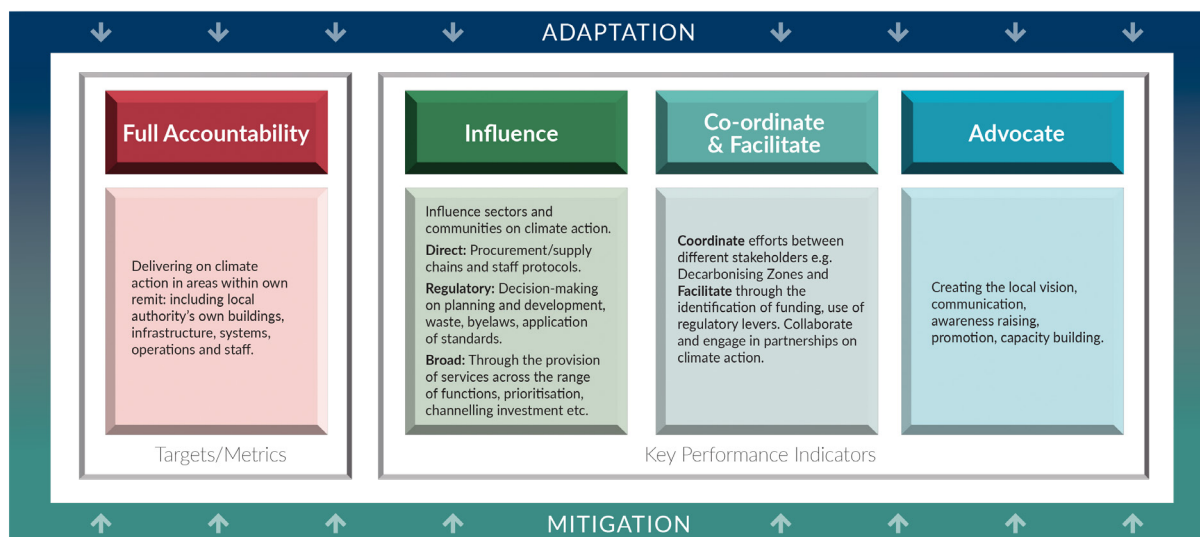 ADAPTATION
Full Accountability
Delivering on climate
action in areas within own
remit: including local
authority's own buildings,
infrastructure, systems,
operations and staff.
Targets/Metrics
Influence
Influence sectors and
communities on climate action.
Direct: Procurement/supply
chains and staff protocols.
Regulatory: Decision-making
on planning and development,
waste, byelaws, application
of standards.
Broad: Through the provision
of services across the range
of functions, prioritisation,
channelling investment etc.
Co-ordinate
& Facilitate
Coordinate efforts between
different stakeholders e.g.
Decarbonising Zones and
Facilitate through the
identification of funding, use of
regulatory levers. Collaborate
and engage in partnerships on
climate action.
Advocate
Creating the local vision,
communication,
awareness raising,
promotion, capacity building.
Key Performance Indicators
MITIGATION